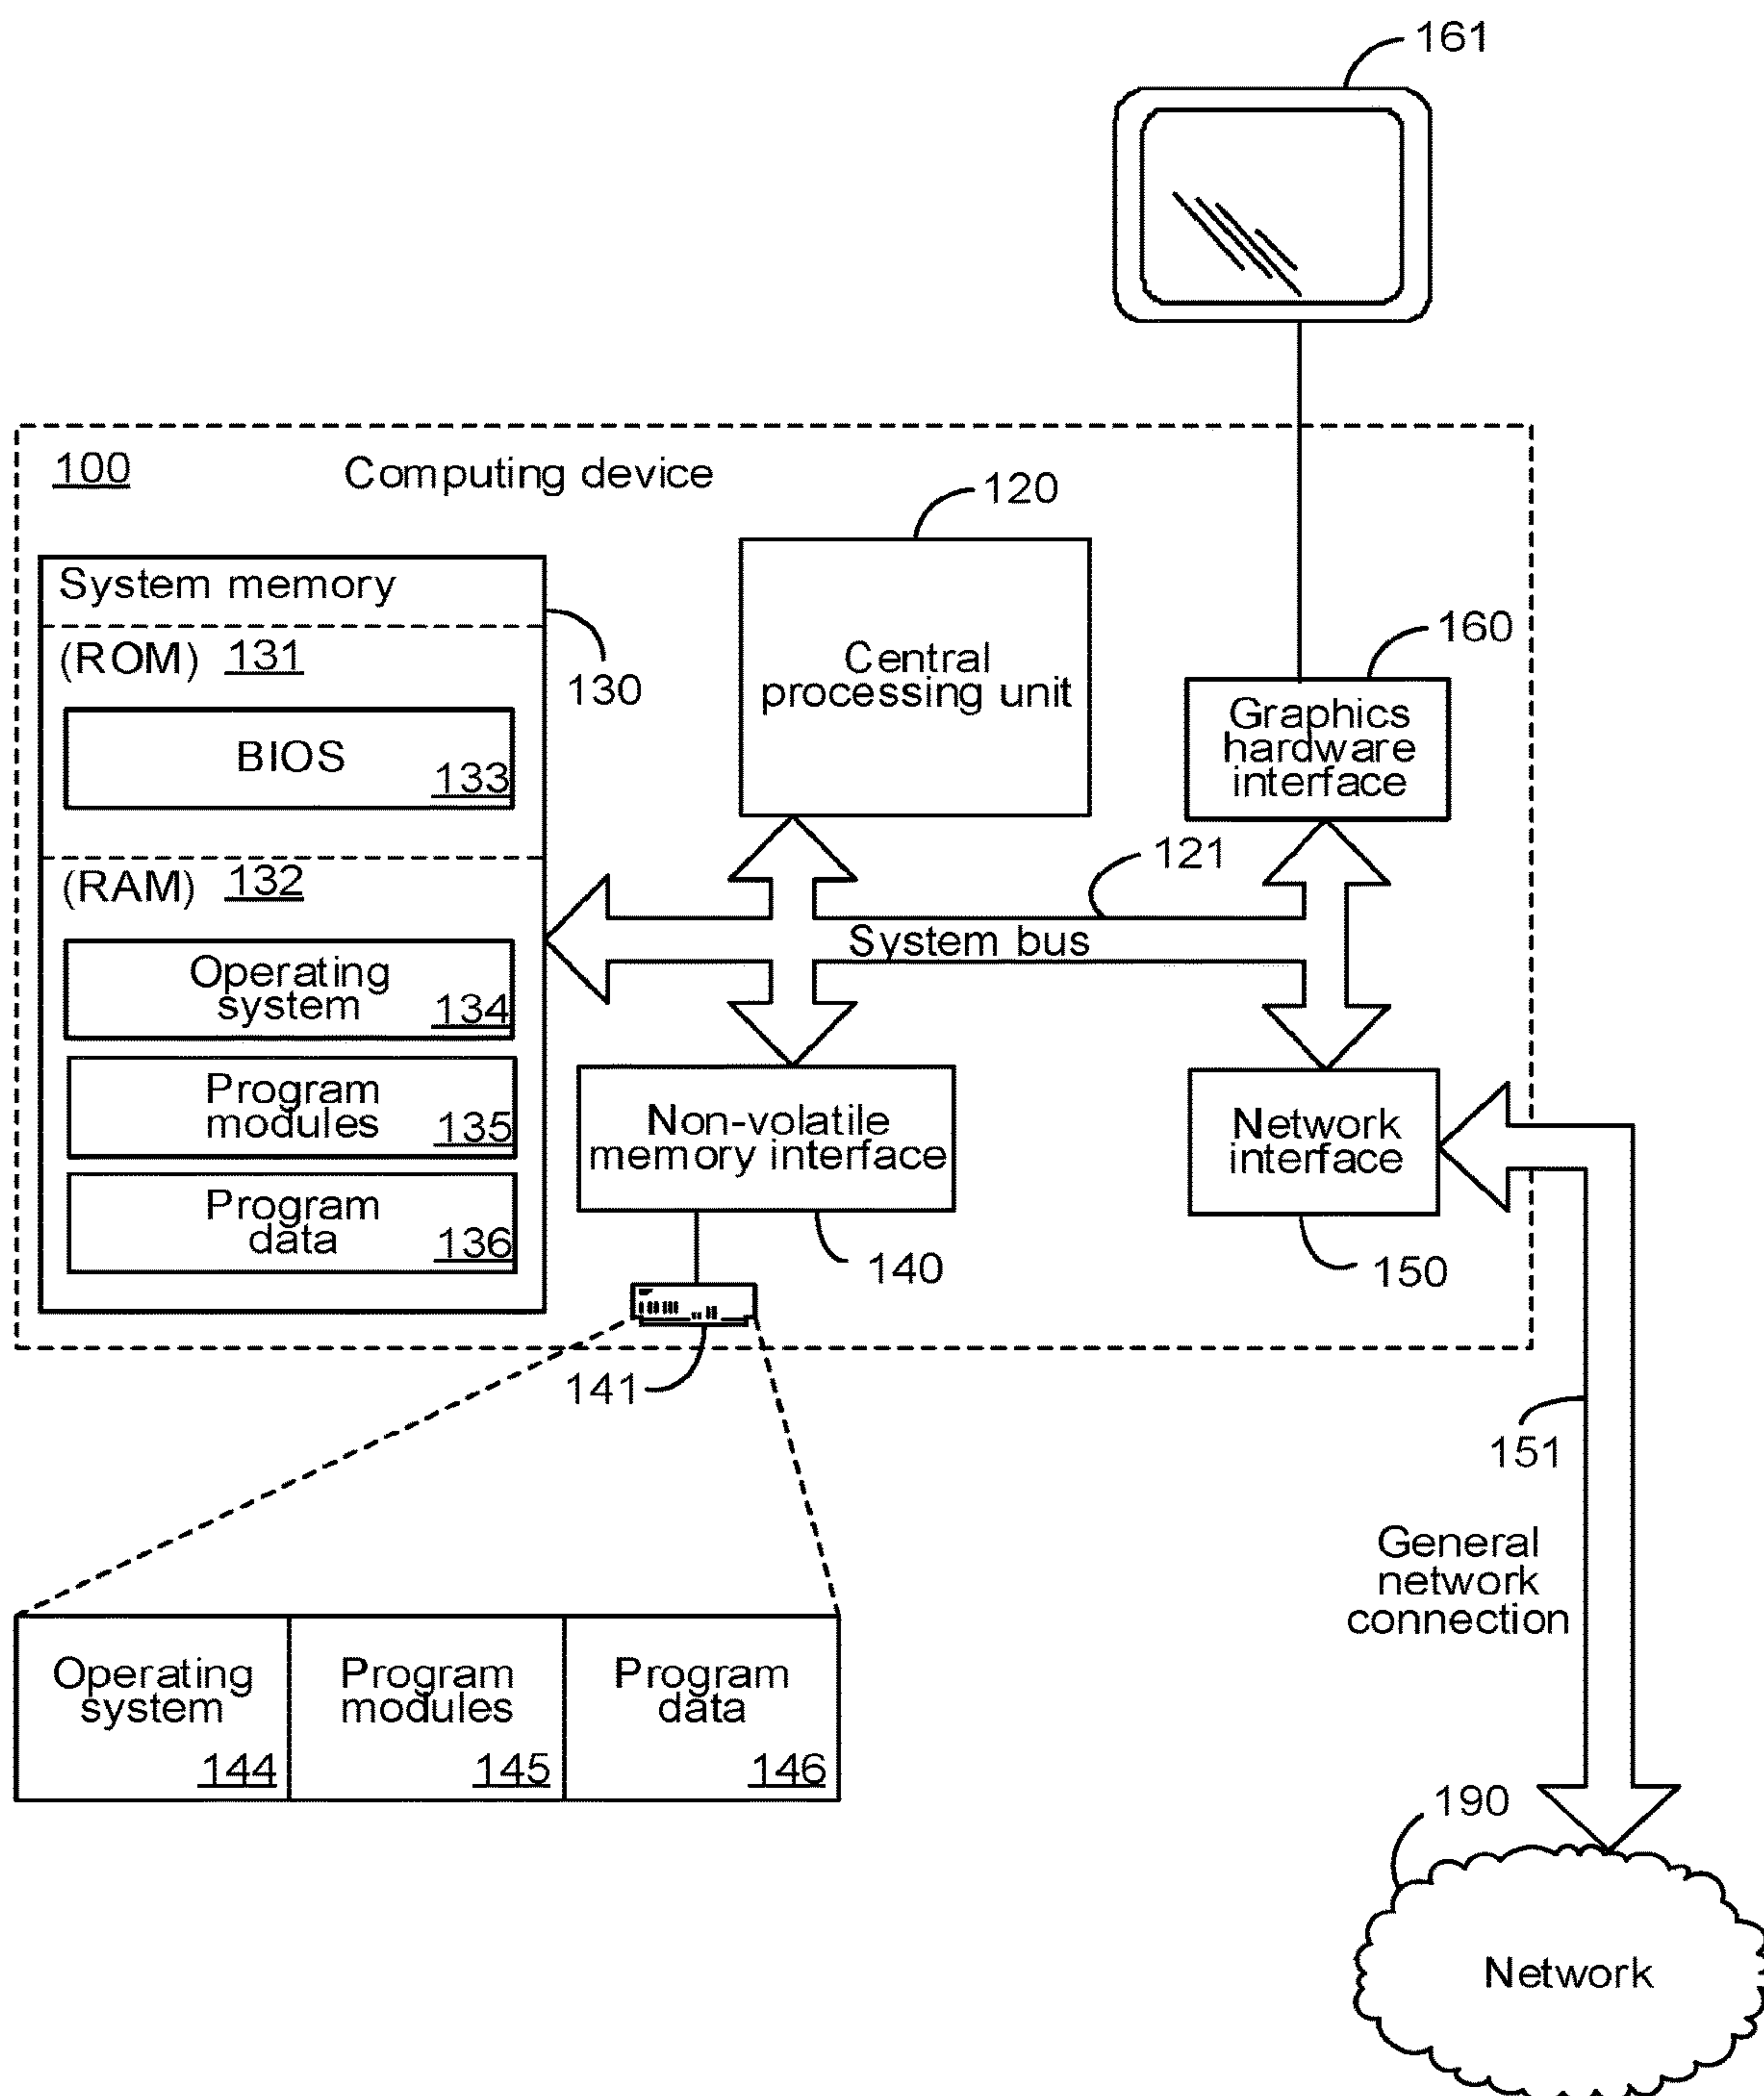 161
100 Computing device
120
System memory
(ROM) 131
130
BIOS
133
(RAM) 132
Operating
system
134
Program
modules
135
Program
data
136
Central
processing unit
160
Graphics
hardware
interface
121
System bus
Non-volatile
memory interface
140
Network
interface
150
141
151
General
network
connection
Operating
system
144
Program
modules
145
Program
data
146
190
Network